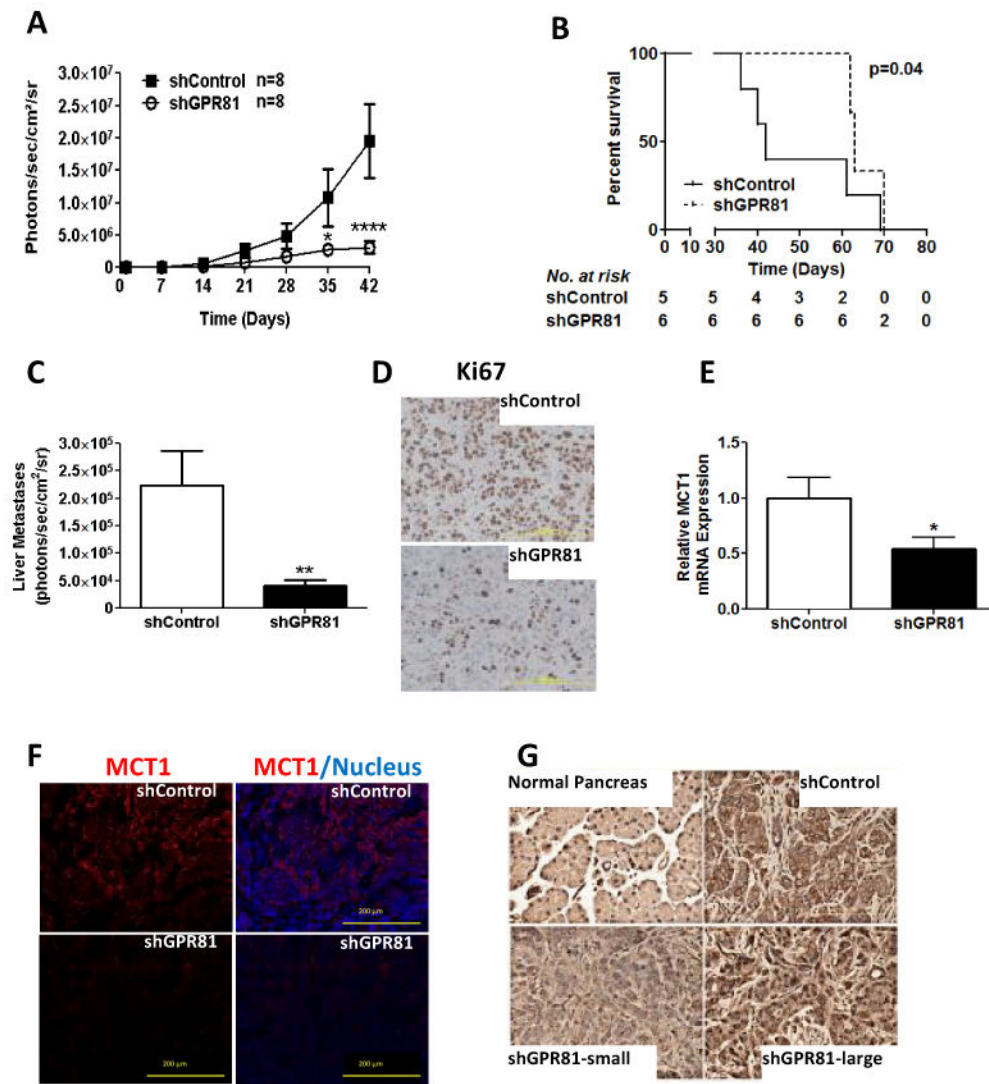 A
shControl n=8
shGPR81 n=8
Photons/sec/cm²/sr
3.0×10⁷
2.5×10⁷
2.0×10⁷
1.5×10⁷
1.0×10⁷
5.0×10⁶
0
* ****
0 7 14 21 28 35 42
Time (Days)
B
Percent survival
100
50
0
p=0.04
shControl
shGPR81
0 10 30 40 50 60 70 80
Time (Days)
No. at risk
shControl 5 5 4 3 2 0 0
shGPR81 6 6 6 6 6 2 0
C
Liver Metastases
(photons/sec/cm²/sr)
3.0×10⁵
2.5×10⁵
2.0×10⁵
1.5×10⁵
1.0×10⁵
5.0×10⁴
0
**
shControl shGPR81
D Ki67
shControl
shGPR81
E
Relative MCT1
mRNA Expression
1.5
1.0
0.5
0.0
*
shControl shGPR81
F MCT1 MCT1/Nucleus
shControl shControl
200 µm
shGPR81 shGPR81
200 µm 200 µm
G
Normal Pancreas shControl
shGPR81-small shGPR81-large